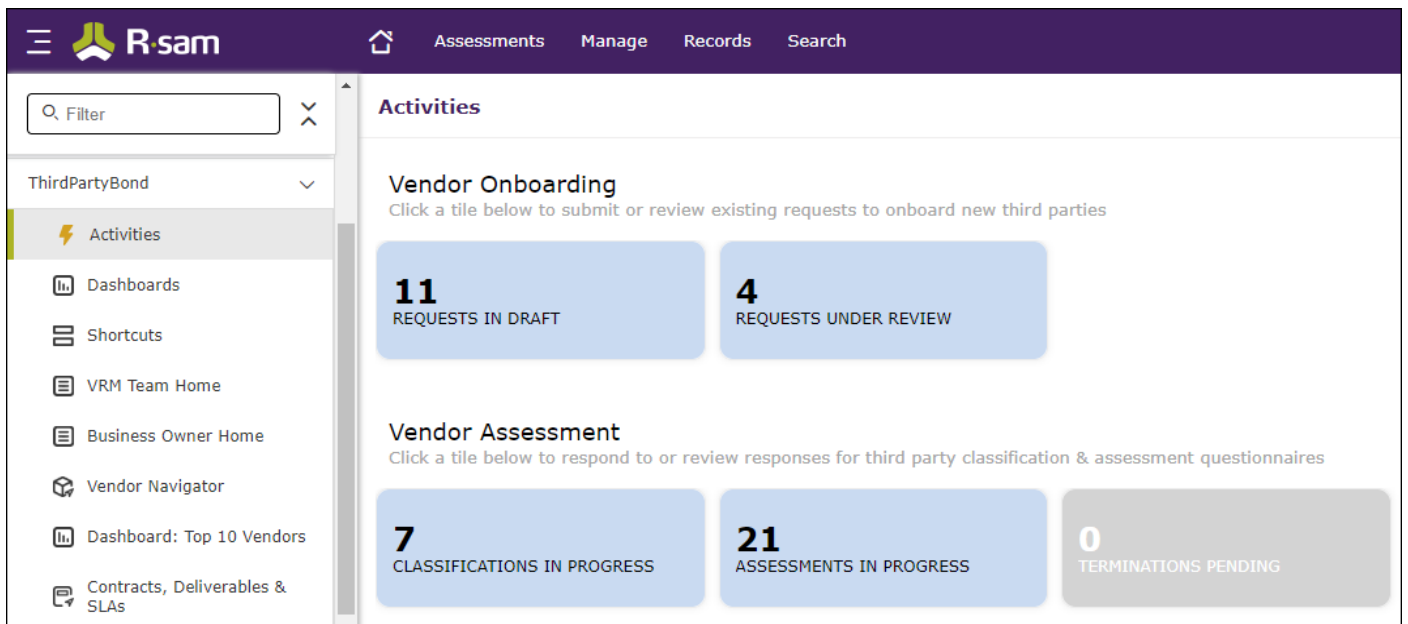 R·sam
Assessments Manage Records Search
Filter
ThirdPartyBond
Activities
Dashboards
Shortcuts
VRM Team Home
Business Owner Home
Vendor Navigator
Dashboard: Top 10 Vendors
Contracts, Deliverables &
SLAs
Activities
Vendor Onboarding
Click a tile below to submit or review existing requests to onboard new third parties
11
REQUESTS IN DRAFT
4
REQUESTS UNDER REVIEW
Vendor Assessment
Click a tile below to respond to or review responses for third party classification & assessment questionnaires
7
CLASSIFICATIONS IN PROGRESS
21
ASSESSMENTS IN PROGRESS
0
TERMINATIONS PENDING